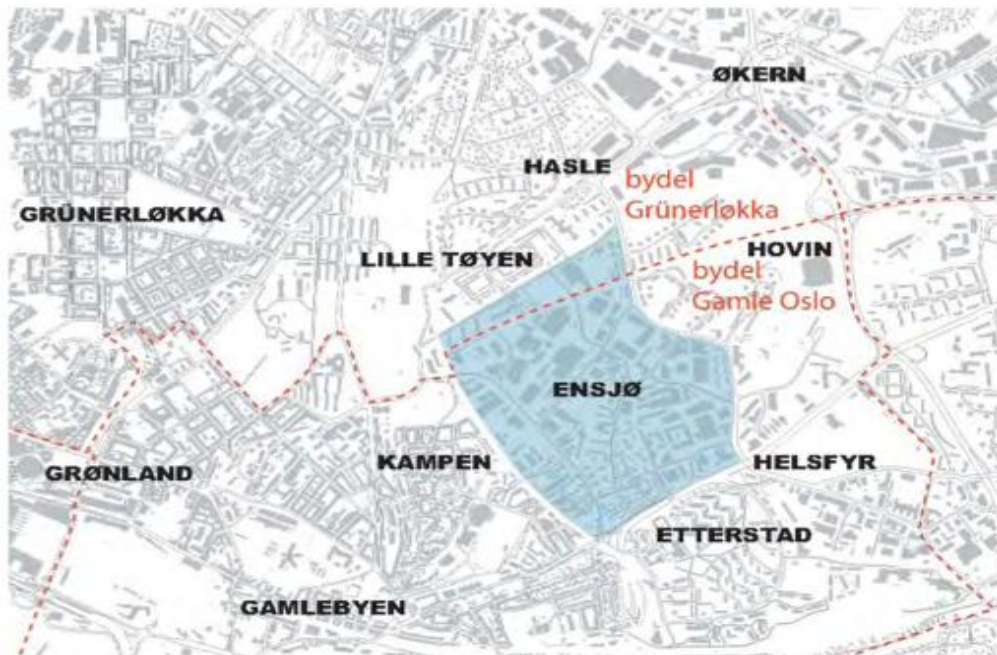 ØKERN
HASLE
bydel
Grünerløkka
GRÜNERLØKKA
LILLE TØYEN
HOVIN
bydel
Gamle Oslo
ENSJØ
KAMPEN
HELSFYR
GRØNLAND
ETTERSTAD
GAMLEBYEN